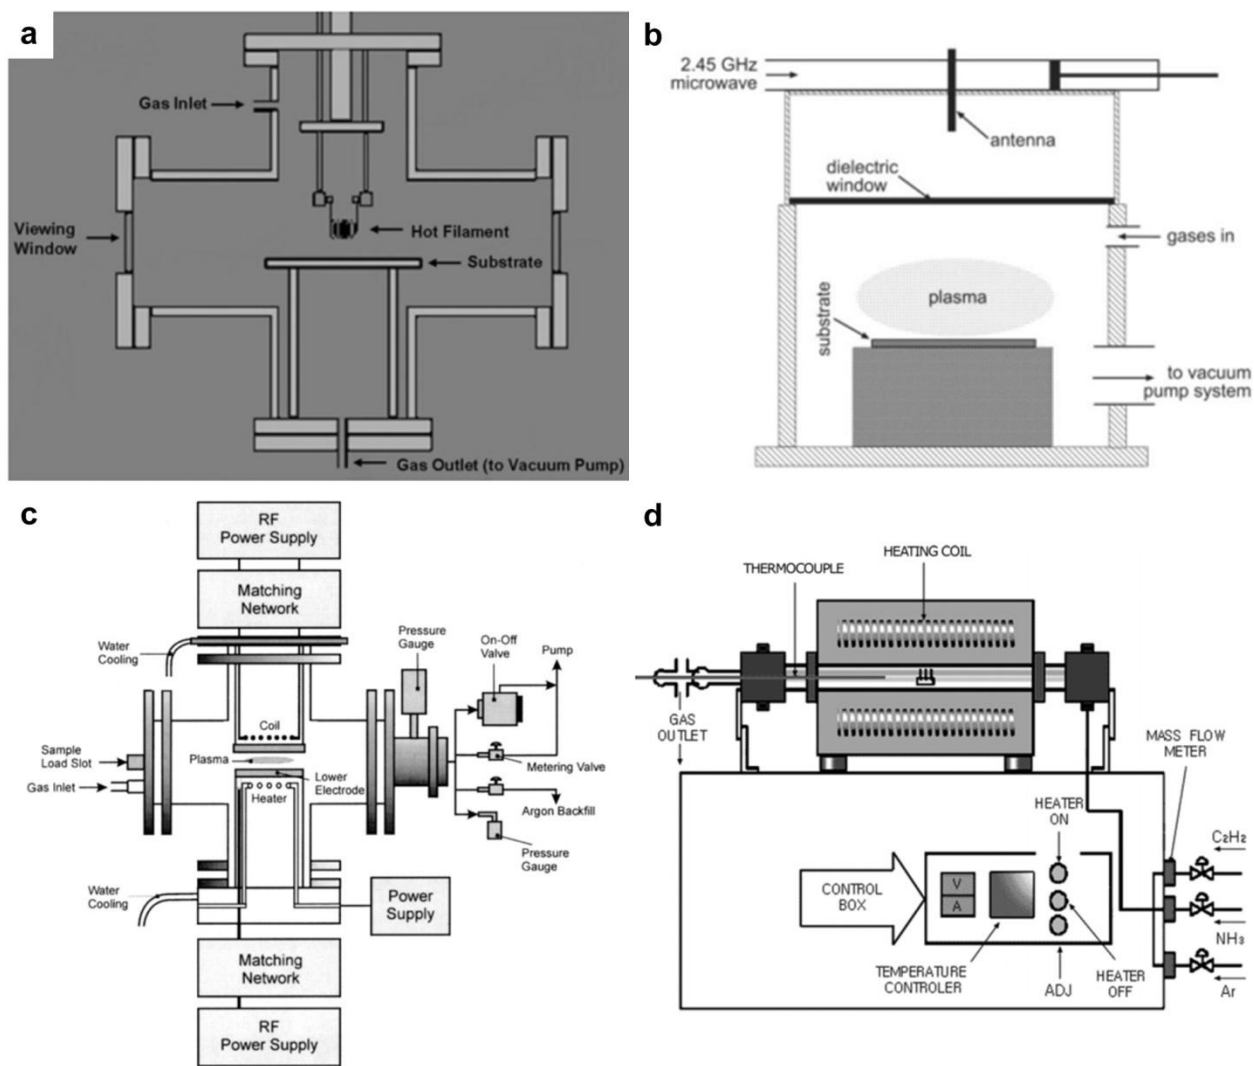 a
Gas Inlet
Viewing
Window
Hot Filament
Substrate
Gas Outlet (to Vacuum Pump)
b
2.45 GHz
microwave
antenna
dielectric
window
gases in
plasma
substrate
to vacuum
pump system
c
RF
Power Supply
Matching
Network
Water
Cooling
Pressure
Gauge
On-Off
Valve
Pump
Coil
Sample
Load Slot
Plasma
Metering Valve
Gas Inlet
Lower
Electrode
Heater
Argon Backfill
Pressure
Gauge
Water
Cooling
Power
Supply
Matching
Network
RF
Power Supply
d
HEATING COIL
THERMOCOUPLE
GAS
OUTLET
MASS FLOW
METER
HEATER
ON
C₂H₂
CONTROL
BOX
V
A
NH₃
TEMPERATURE
CONTROLER
ADJ
HEATER
OFF
Ar